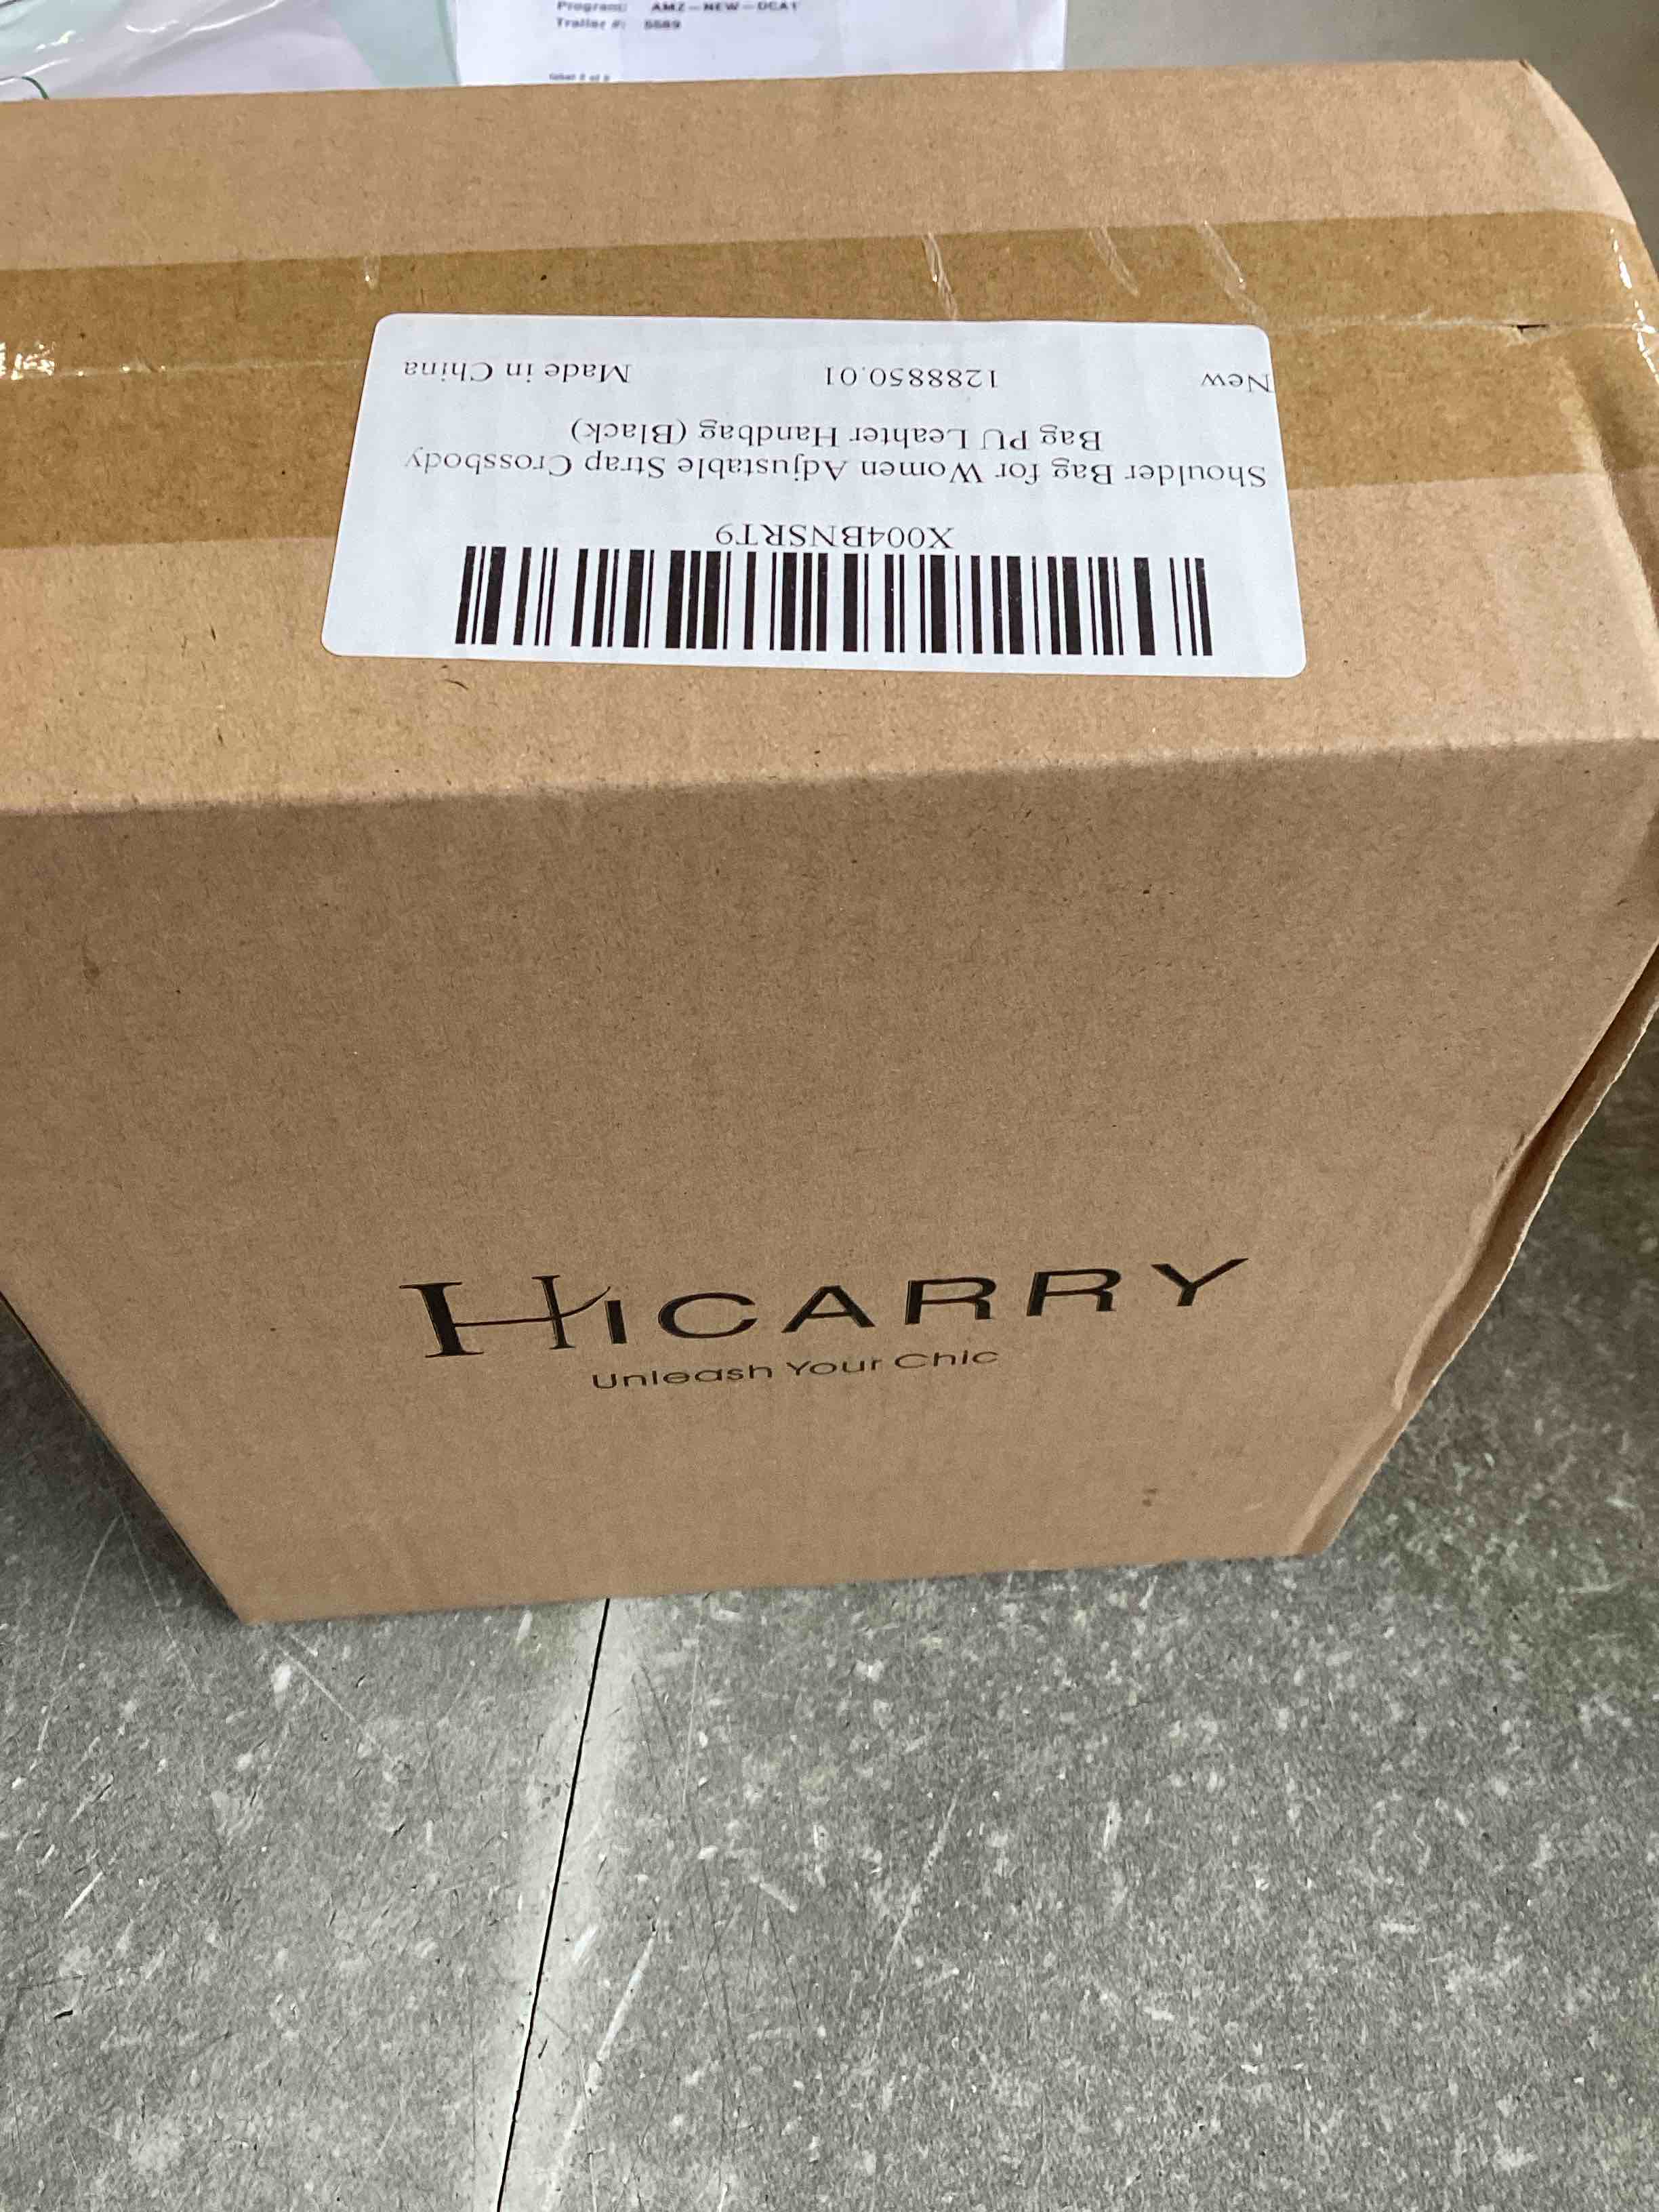 Program: AMZ-NEW-DCA1
Trailer #: 5589
X004BNSRT9
Shoulder Bag for Women Adjustable Strap Crossbody
Bag PU Leahter Handbag (Black)
New 1288850.01 Made in China
HICARRY
Unleash Your Chic